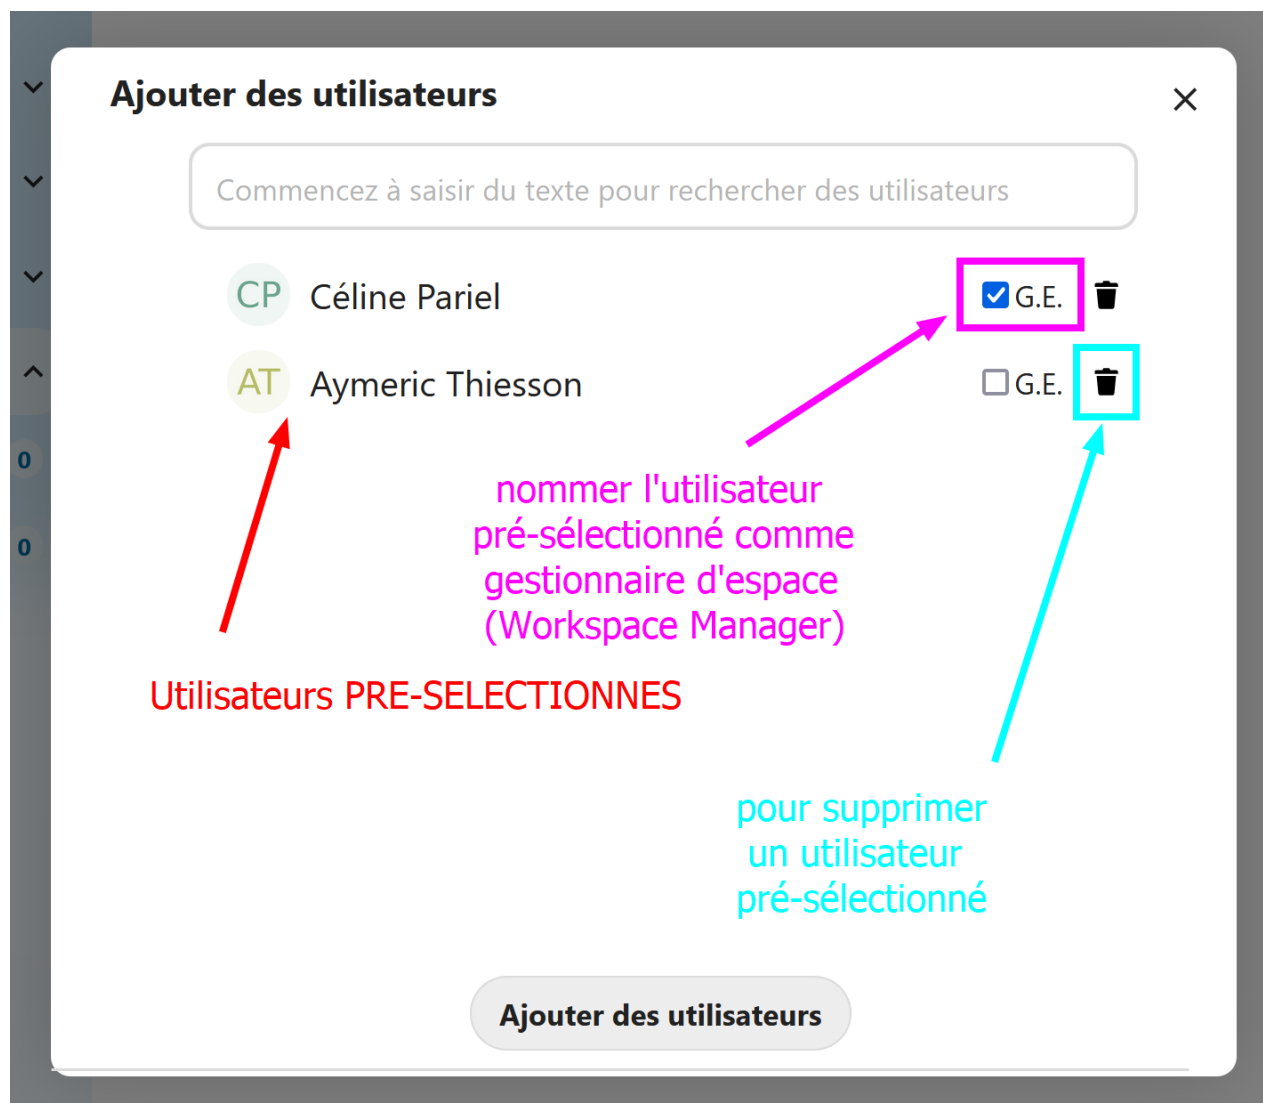 Ajouter des utilisateurs
Commencez à saisir du texte pour rechercher des utilisateurs
CP Céline Pariel G.E.
AT Aymeric Thiesson G.E.
0
nommer l'utilisateur
pré-sélectionné comme
0
gestionnaire d'espace
(Workspace Manager)
Utilisateurs PRE-SELECTIONNES
pour supprimer
un utilisateur
pré-sélectionné
Ajouter des utilisateurs